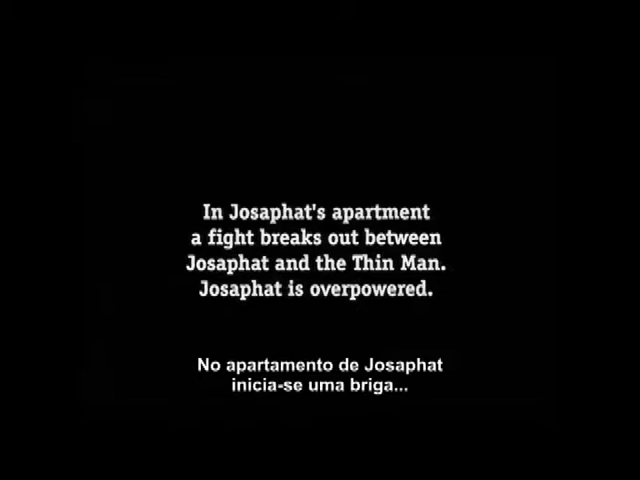 In Josaphat's apartment
a fight breaks out between
Josaphat and the Thin Man.
Josaphat is overpowered.
No apartamento de Josaphat
inicia-se uma briga...